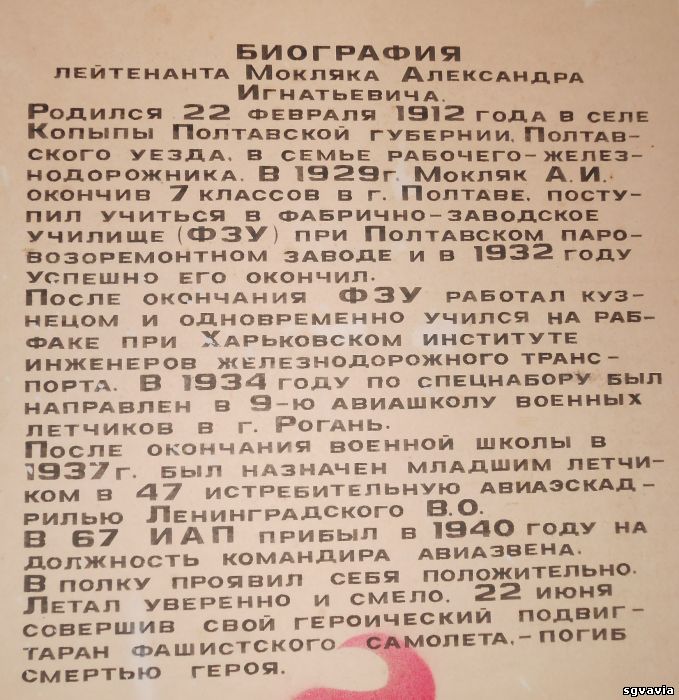 БИОГРАФИЯ
ЛЕЙТЕНАНТА МОКЛЯКА АЛЕКСАНДРА
ИГНАТЬЕВИЧА.
РОДИЛСЯ 22 ФЕВРАЛЯ 1912 ГОДА В СЕЛЕ
КОПЫПЫ ПОЛТАВСКОЙ ГУБЕРНИИ, ПОЛТАВ-
СКОГО УЕЗДА, В СЕМЬЕ РАБОЧЕГО-ЖЕЛЕЗ-
НОДОРОЖНИКА. В 1929Г. МОКЛЯК А.И.
ОКОНЧИВ 7 КЛАССОВ В Г. ПОЛТАВЕ, ПОСТУ-
ПИЛ УЧИТЬСЯ В ФАБРИЧНО-ЗАВОДСКОЕ
УЧИЛИЩЕ (ФЗУ) ПРИ ПОЛТАВСКОМ ПАРО-
ВОЗОРЕМОНТНОМ ЗАВОДЕ И В 1932 ГОДУ
УСПЕШНО ЕГО ОКОНЧИЛ.
ПОСЛЕ ОКОНЧАНИЯ ФЗУ РАБОТАЛ КУЗ-
НЕЦОМ И ОДНОВРЕМЕННО УЧИЛСЯ НА РАБ-
ФАКЕ ПРИ ХАРЬКОВСКОМ ИНСТИТУТЕ
ИНЖЕНЕРОВ ЖЕЛЕЗНОДОРОЖНОГО ТРАНС-
ПОРТА. В 1934 ГОДУ ПО СПЕЦНАБОРУ БЫЛ
НАПРАВЛЕН В 9-Ю АВИАШКОЛУ ВОЕННЫХ
ЛЕТЧИКОВ В Г. РОГАНЬ.
ПОСЛЕ ОКОНЧАНИЯ ВОЕННОЙ ШКОЛЫ В
1937Г. БЫЛ НАЗНАЧЕН МЛАДШИМ ЛЕТЧИ-
КОМ В 47 ИСТРЕБИТЕЛЬНУЮ АВИАЭСКАД-
РИЛЬЮ ЛЕНИНГРАДСКОГО В.О.
В 67 ИАП ПРИБЫЛ В 1940 ГОДУ НА
ДОЛЖНОСТЬ КОМАНДИРА АВИАЗВЕНА.
В ПОЛКУ ПРОЯВИЛ СЕБЯ ПОЛОЖИТЕЛЬНО.
ЛЕТАЛ УВЕРЕННО И СМЕЛО. 22 ИЮНЯ
СОВЕРШИВ СВОЙ ГЕРОИЧЕСКИЙ ПОДВИГ-
ТАРАН ФАШИСТСКОГО САМОЛЕТА,-ПОГИБ
СМЕРТЬЮ ГЕРОЯ.
sgvavia